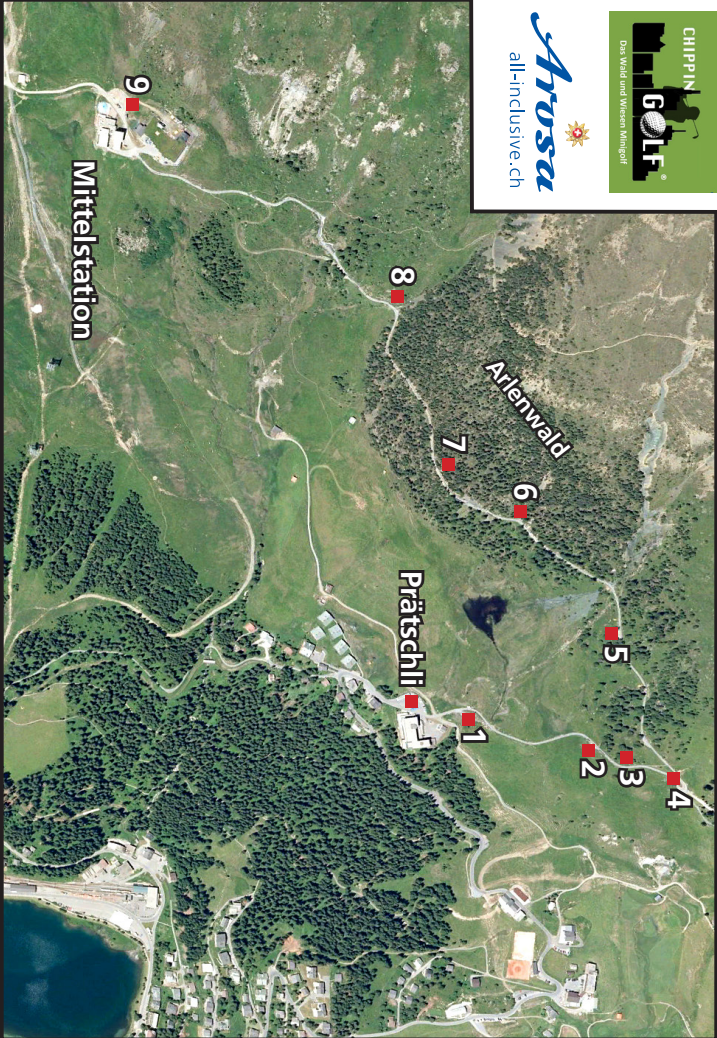 CHIPPIN
GOLF®
Das Wald und Wiesen Minigolf
Arosa
all-inclusive.ch
9
Mittelstation
8
Arlenwald
7
6
Prätschli
5
1
2
3
4